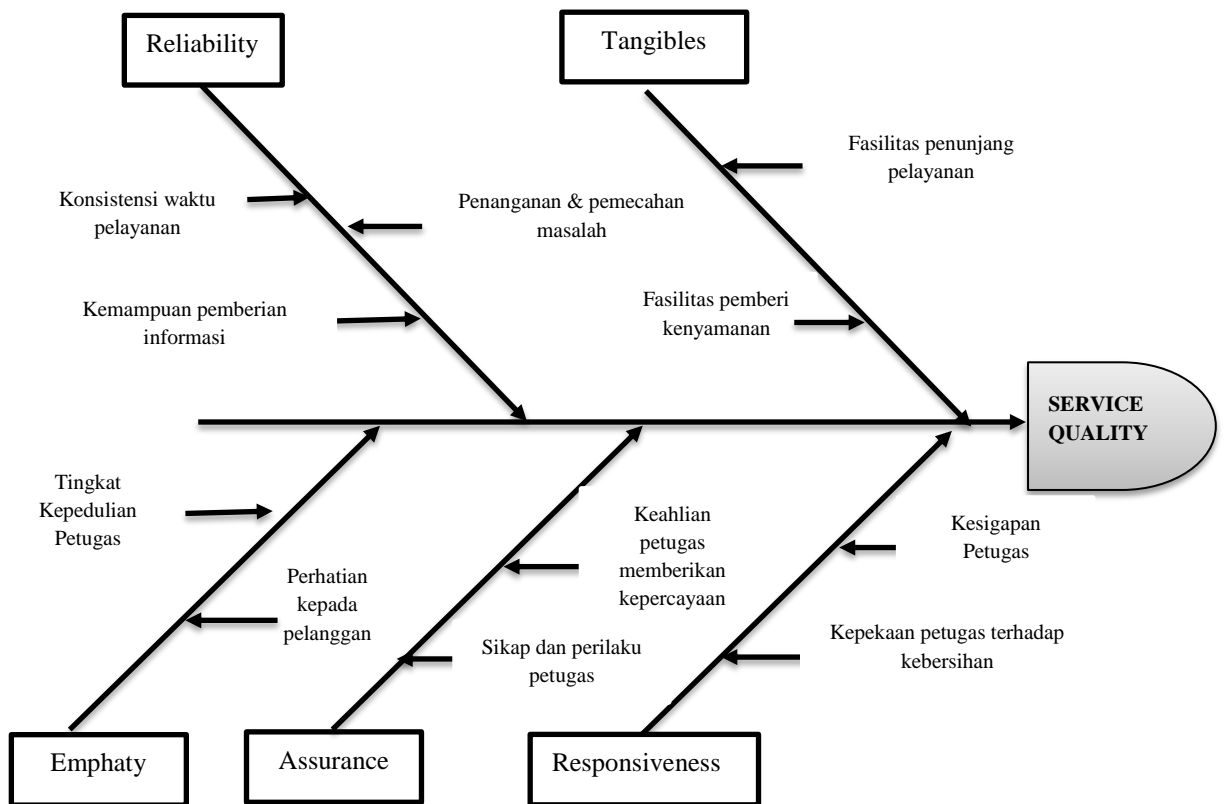 Reliability
Tangibles
Fasilitas penunjang
pelayanan
Konsistensi waktu
pelayanan
Penanganan & pemecahan
masalah
Kemampuan pemberian
informasi
Fasilitas pemberi
kenyamanan
SERVICE
QUALITY
Tingkat
Kepedulian
Petugas
Keahlian
petugas
memberikan
kepercayaan
Kesigapan
Petugas
Perhatian
kepada
pelanggan
Sikap dan perilaku
petugas
Kepekaan petugas terhadap
kebersihan
Emphaty
Assurance
Responsiveness